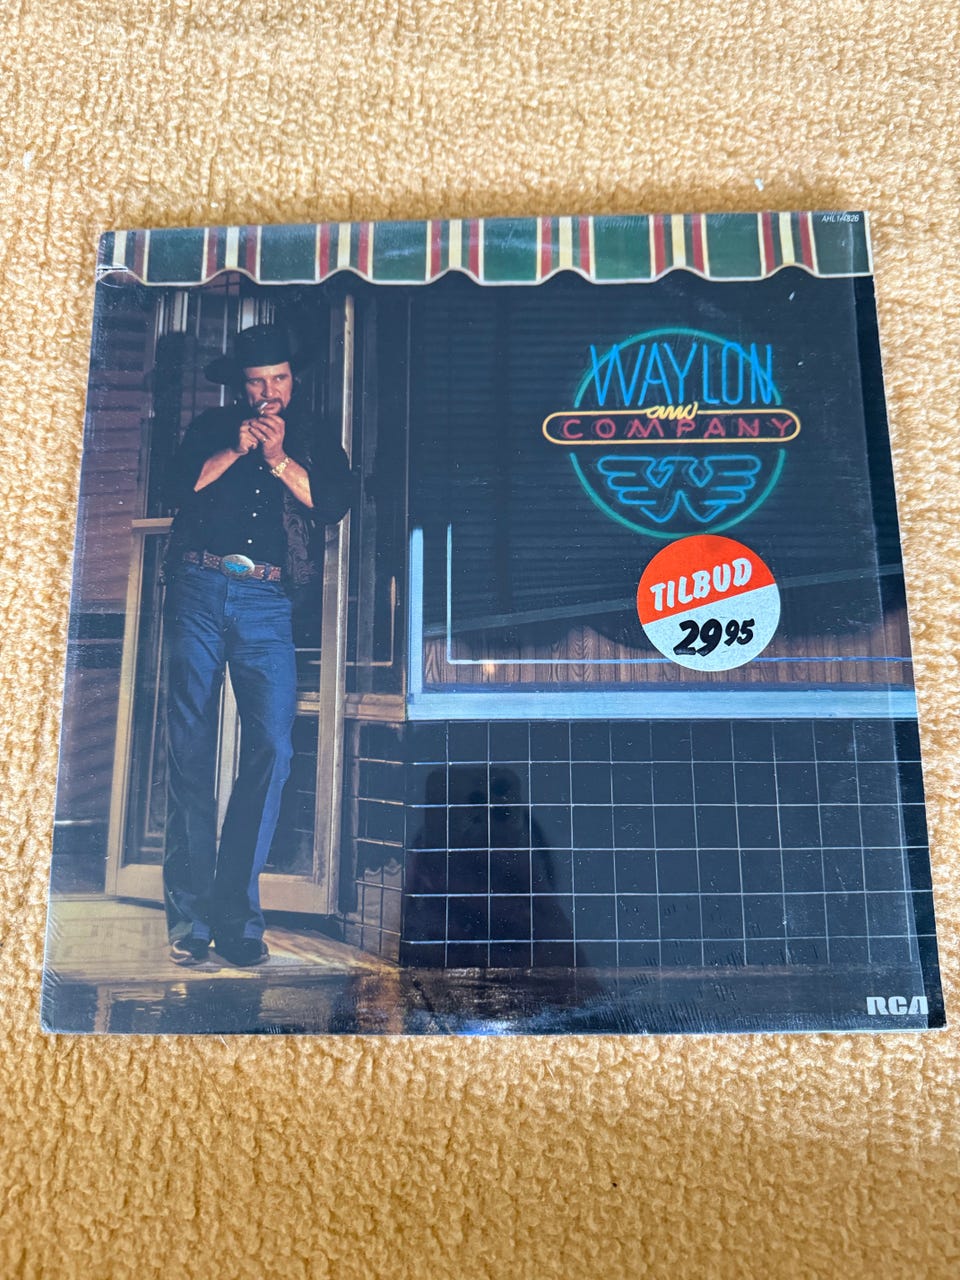 AHL1-4826
WAYLON
and
COMPANY
TILBUD
29 95
RCA